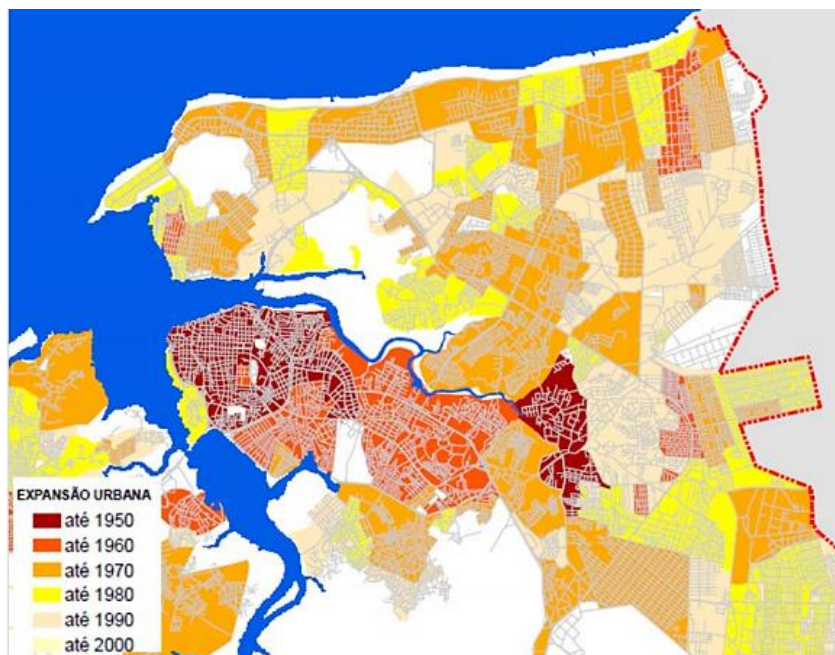 EXPANSÃO URBANA
até 1950
até 1960
até 1970
até 1980
até 1990
até 2000